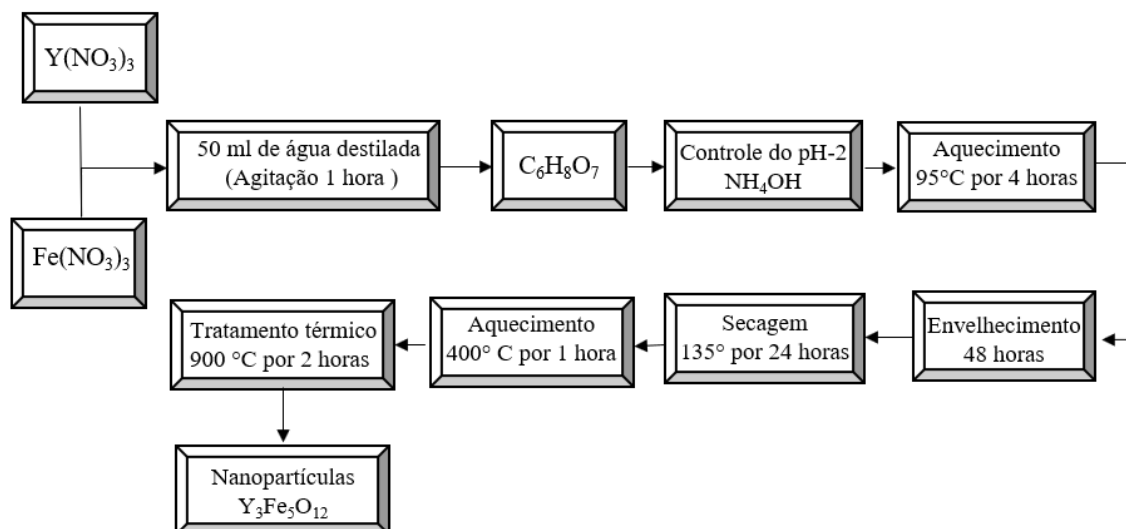 Y(NO₃)₃
Fe(NO₃)₃
50 ml de água destilada
(Agitação 1 hora )
C₆H₈O₇
Controle do pH-2
NH₄OH
Aquecimento
95°C por 4 horas
Envelhecimento
48 horas
Secagem
135° por 24 horas
Aquecimento
400° C por 1 hora
Tratamento térmico
900 °C por 2 horas
Nanopartículas
Y₃Fe₅O₁₂